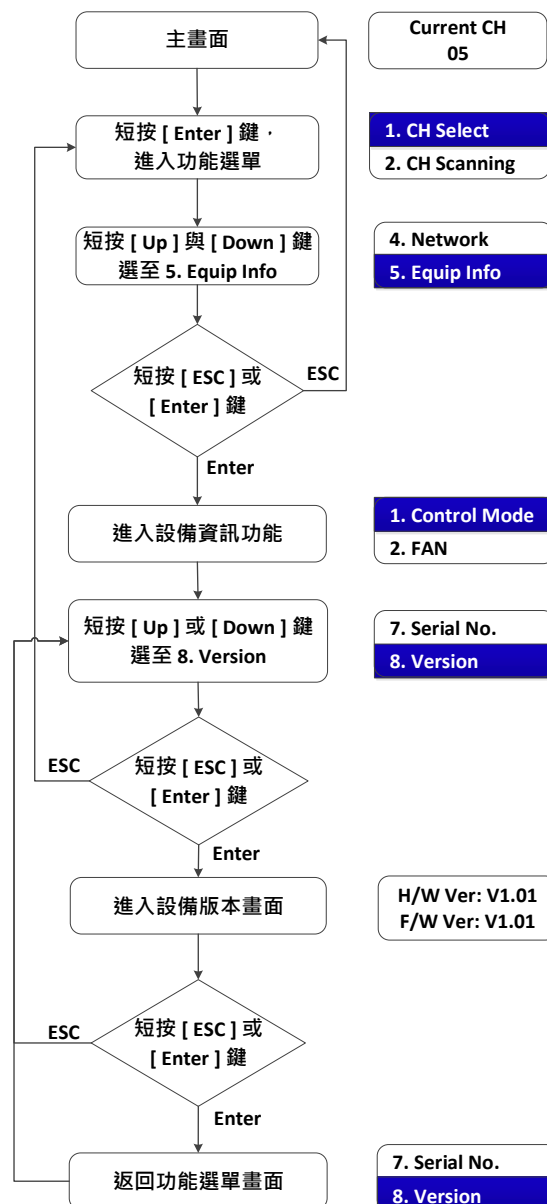 主畫面
Current CH
05
短按 [ Enter ] 鍵，
進入功能選單
1. CH Select
2. CH Scanning
短按 [ Up ] 與 [ Down ] 鍵
選至 5. Equip Info
4. Network
5. Equip Info
短按 [ ESC ] 或
[ Enter ] 鍵
ESC
Enter
進入設備資訊功能
1. Control Mode
2. FAN
短按 [ Up ] 或 [ Down ] 鍵
選至 8. Version
7. Serial No.
8. Version
ESC
短按 [ ESC ] 或
[ Enter ] 鍵
Enter
進入設備版本畫面
H/W Ver: V1.01
F/W Ver: V1.01
ESC
短按 [ ESC ] 或
[ Enter ] 鍵
Enter
返回功能選單畫面
7. Serial No.
8. Version